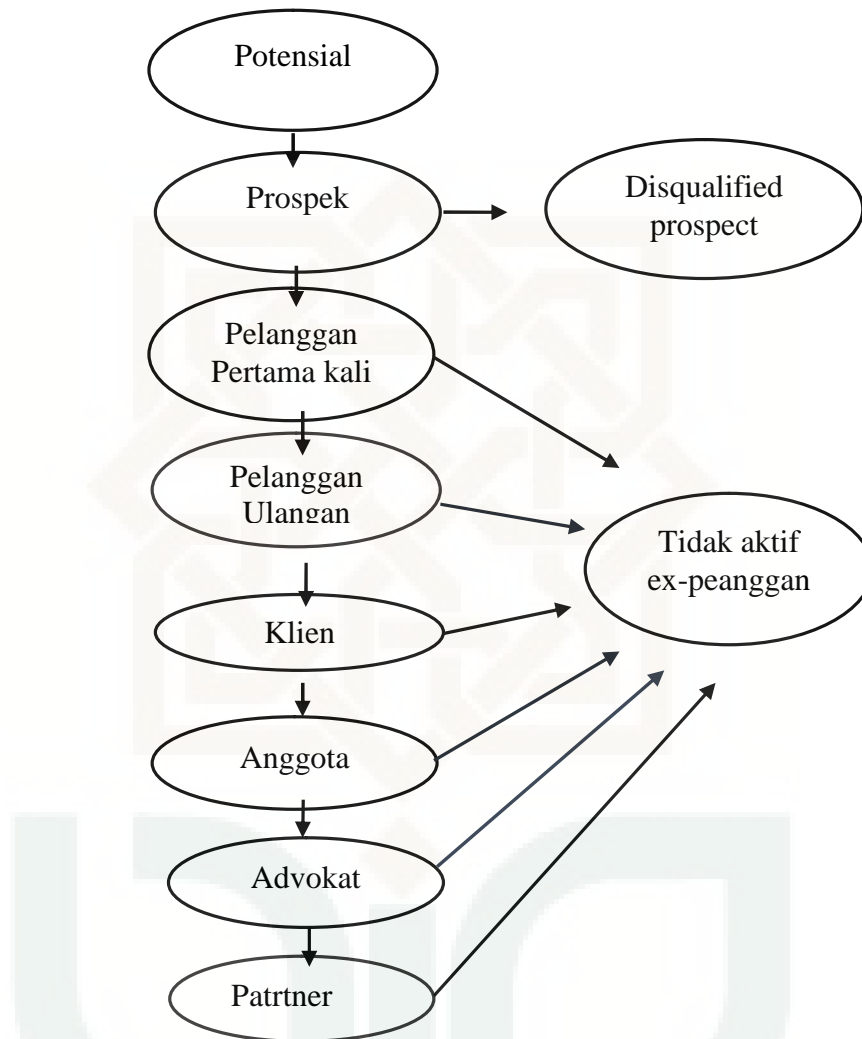 Potensial
Prospek
Disqualified
prospect
Pelanggan
Pertama kali
Pelanggan
Ulangan
Tidak aktif
ex-peanggan
Klien
Anggota
Advokat
Patrtner